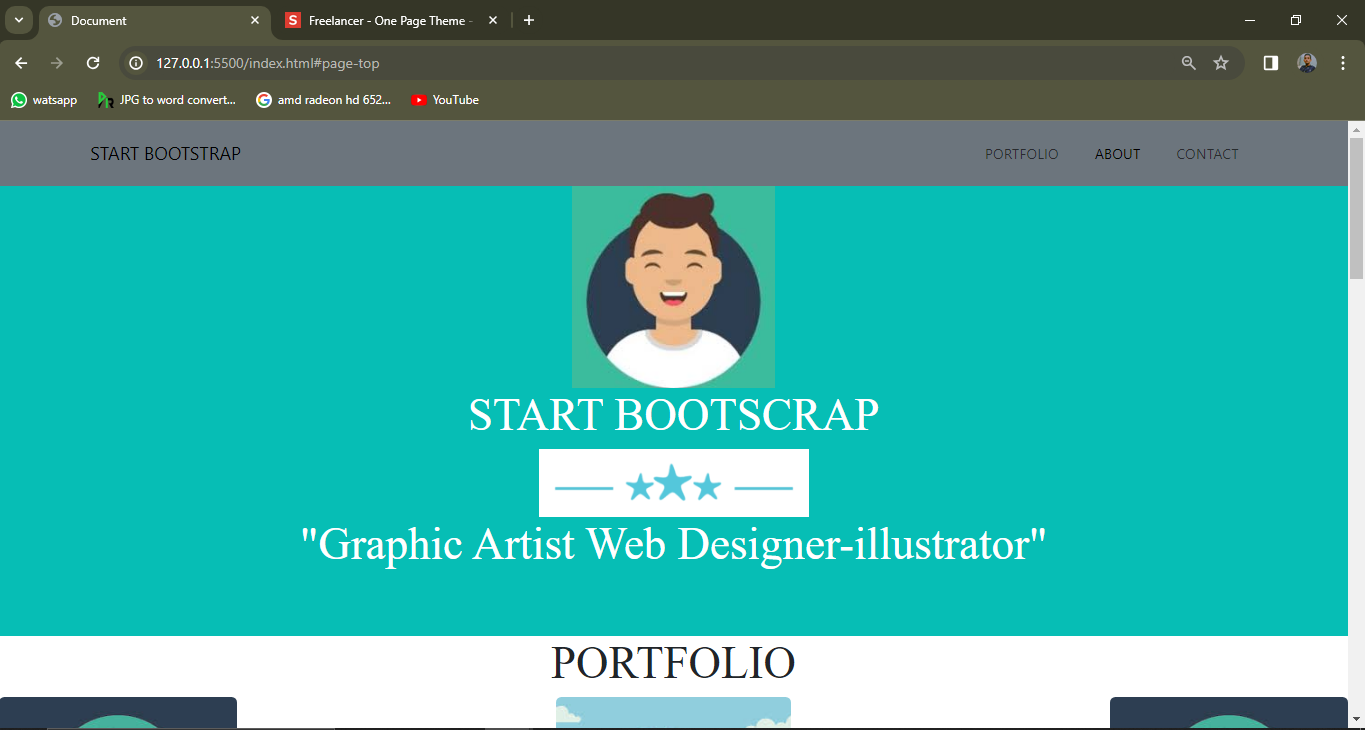 Document
Freelancer - One Page Theme -
127.0.0.1:5500/index.html#page-top
watsapp
JPG to word convert...
amd radeon hd 652...
YouTube
START BOOTSTRAP
PORTFOLIO
ABOUT
CONTACT
START BOOTSCRAP
"Graphic Artist Web Designer-illustrator"
PORTFOLIO